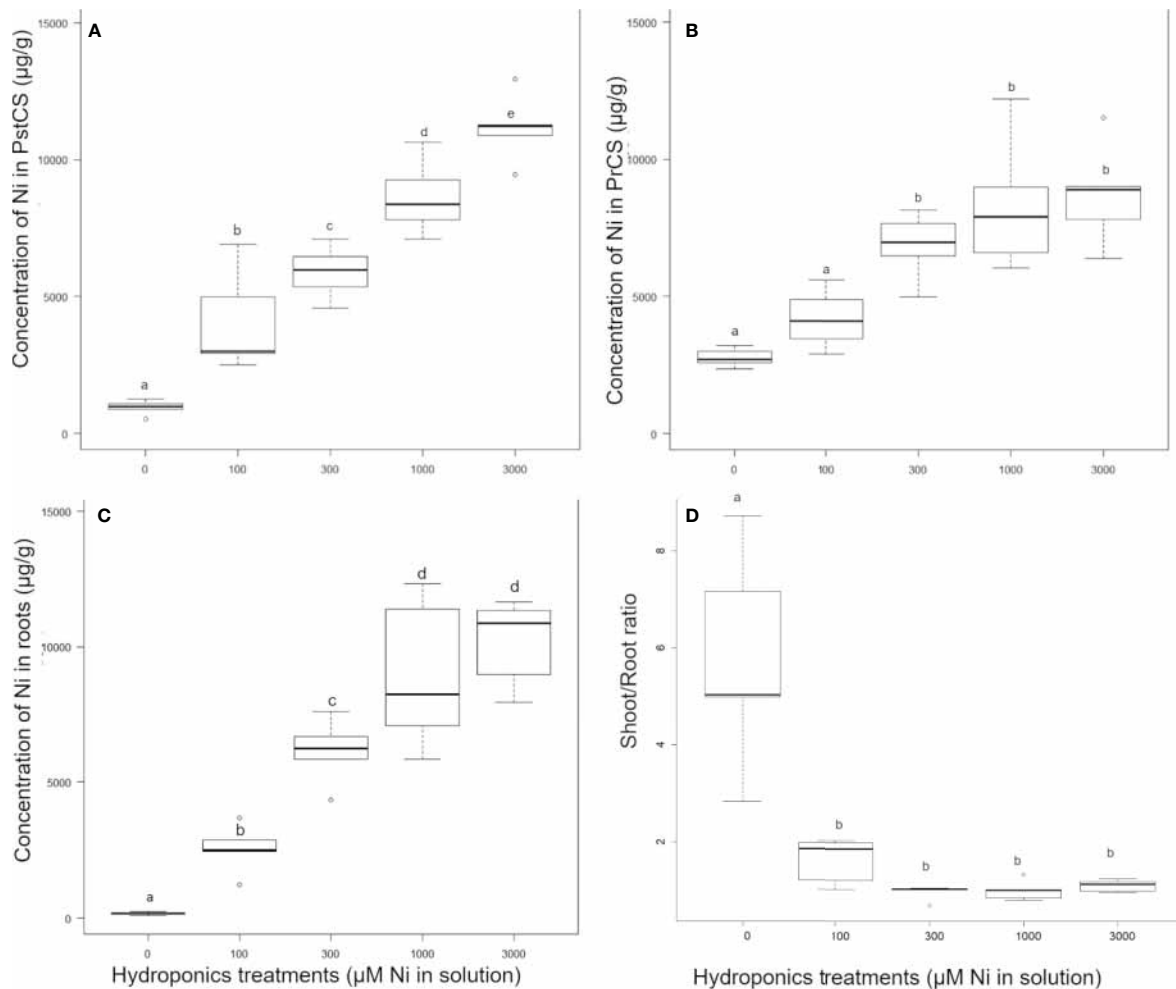 A
Concentration of Ni in PstCS (µg/g)
15000
10000
5000
0
a
b
c
d
e
0 100 300 1000 3000
B
Concentration of Ni in PrCS (µg/g)
15000
10000
5000
0
a
a
b
b
b
0 100 300 1000 3000
C
Concentration of Ni in roots (µg/g)
15000
10000
5000
0
a
b
c
d
d
0 100 300 1000 3000
Hydroponics treatments (µM Ni in solution)
D
Shoot/Root ratio
8
6
4
2
a
b
b
b
b
0 100 300 1000 3000
Hydroponics treatments (µM Ni in solution)